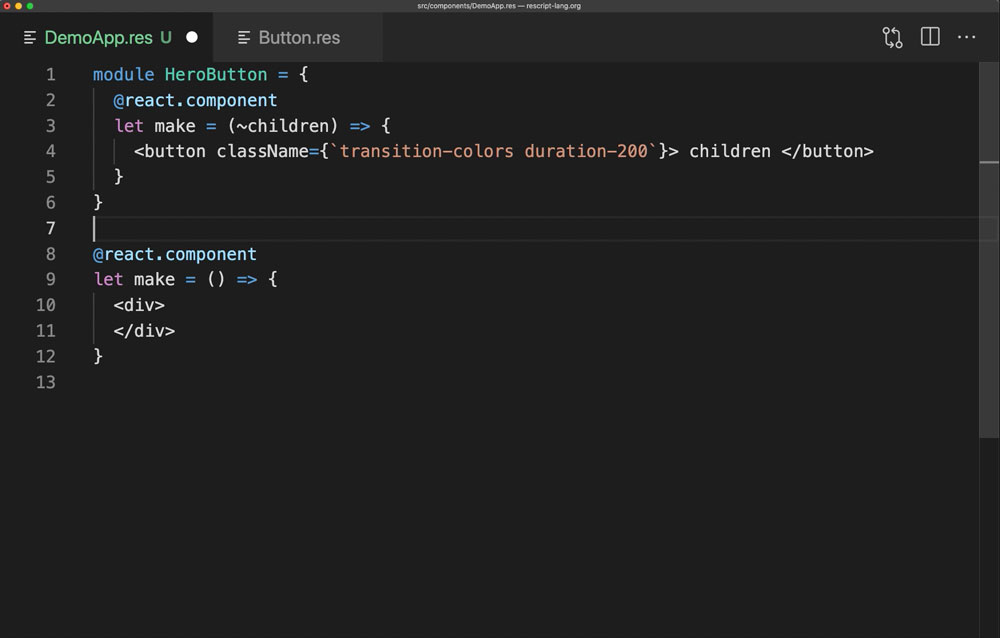 src/components/DemoApp.res — rescript-lang.org
DemoApp.res U Button.res
1 module HeroButton = {
2   @react.component
3   let make = (~children) => {
4     <button className={`transition-colors duration-200`}> children </button>
5   }
6 }
7
8 @react.component
9 let make = () => {
10   <div>
11   </div>
12 }
13